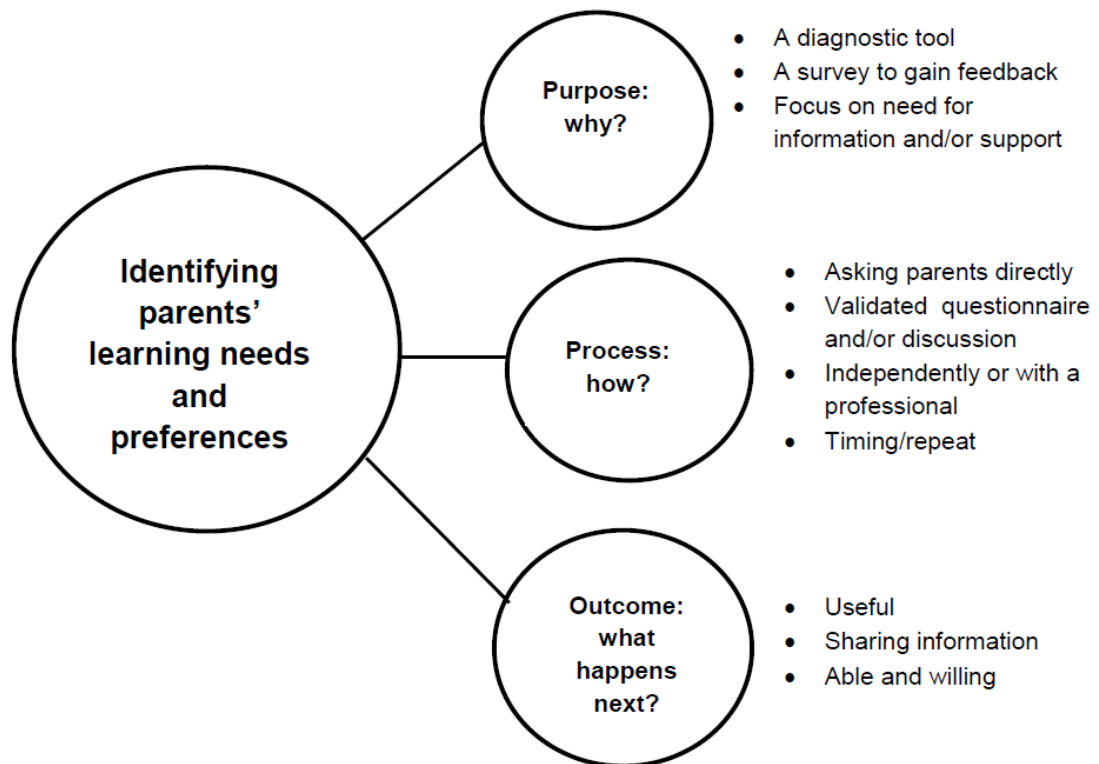 Identifying
parents’
learning needs
and
preferences
Purpose:
why?
• A diagnostic tool
• A survey to gain feedback
• Focus on need for
information and/or support
Process:
how?
• Asking parents directly
• Validated questionnaire
and/or discussion
• Independently or with a
professional
• Timing/repeat
Outcome:
what
happens
next?
• Useful
• Sharing information
• Able and willing